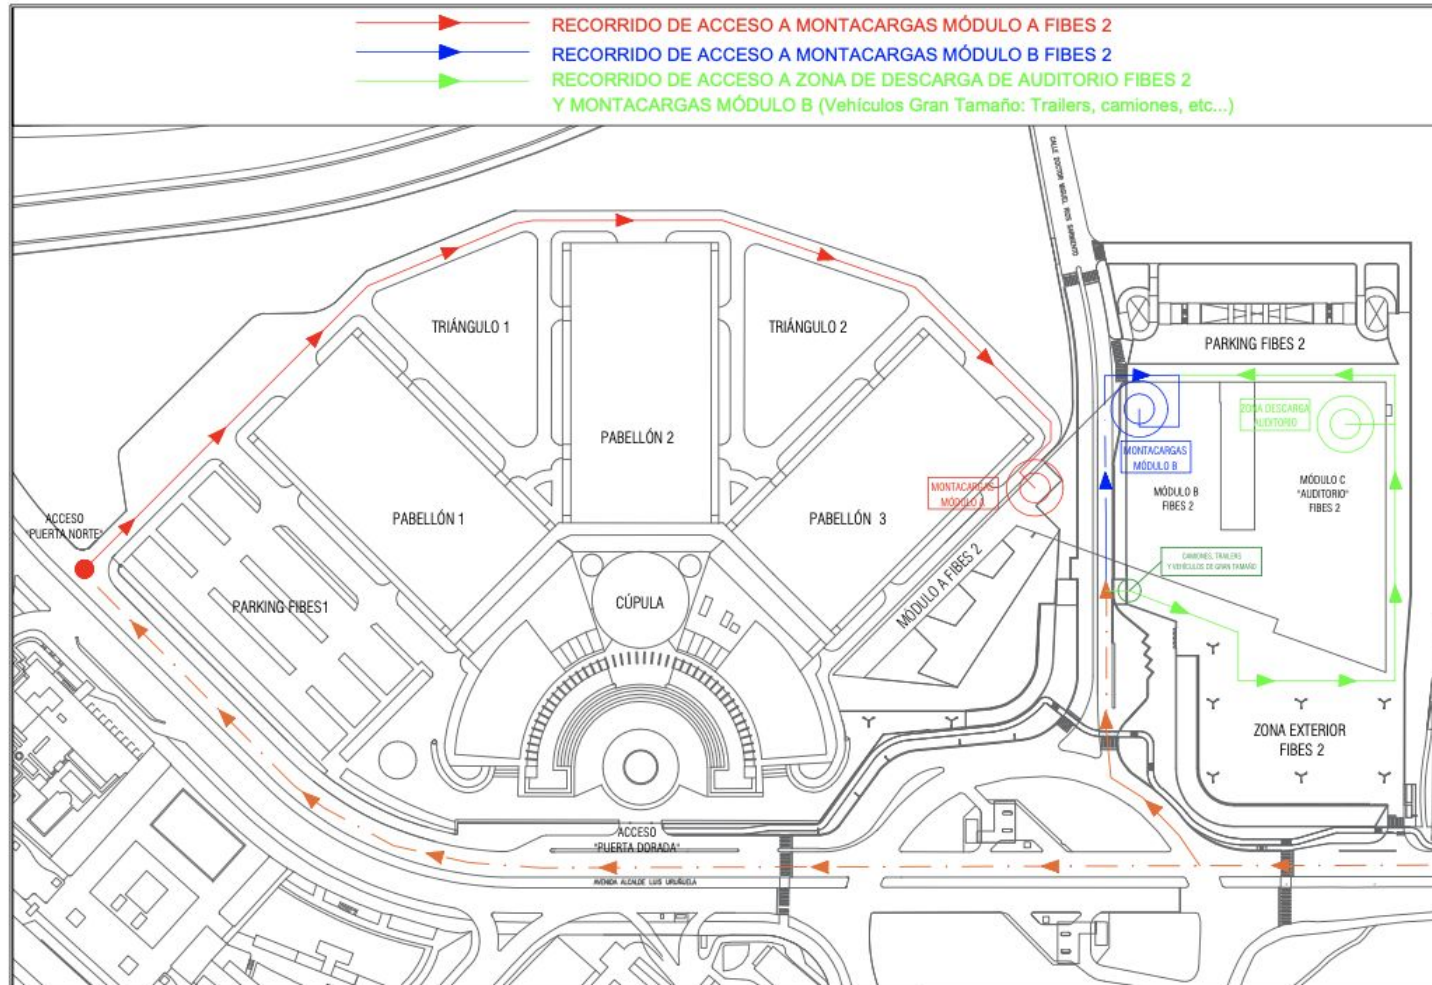 RECORRIDO DE ACCESO A MONTACARGAS MÓDULO A FIBES 2
RECORRIDO DE ACCESO A MONTACARGAS MÓDULO B FIBES 2
RECORRIDO DE ACCESO A ZONA DE DESCARGA DE AUDITORIO FIBES 2
Y MONTACARGAS MÓDULO B (Vehículos Gran Tamaño: Trailers, camiones, etc...)
TRIÁNGULO 1
TRIÁNGULO 2
PARKING FIBES 2
PABELLÓN 2
ZONA DESCARGA
AUDITORIO
MONTACARGAS
MÓDULO B
MONTACARGAS
MÓDULO A
MÓDULO B
FIBES 2
MÓDULO C
"AUDITORIO"
FIBES 2
ACCESO
"PUERTA NORTE"
PABELLÓN 1
PABELLÓN 3
CAMIONES, TRAILERS
Y VEHÍCULOS DE GRAN TAMAÑO
MÓDULO A FIBES 2
PARKING FIBES1
CÚPULA
ZONA EXTERIOR
FIBES 2
ACCESO
"PUERTA DORADA"
AVENIDA ALCALDE LUIS URUÑUELA